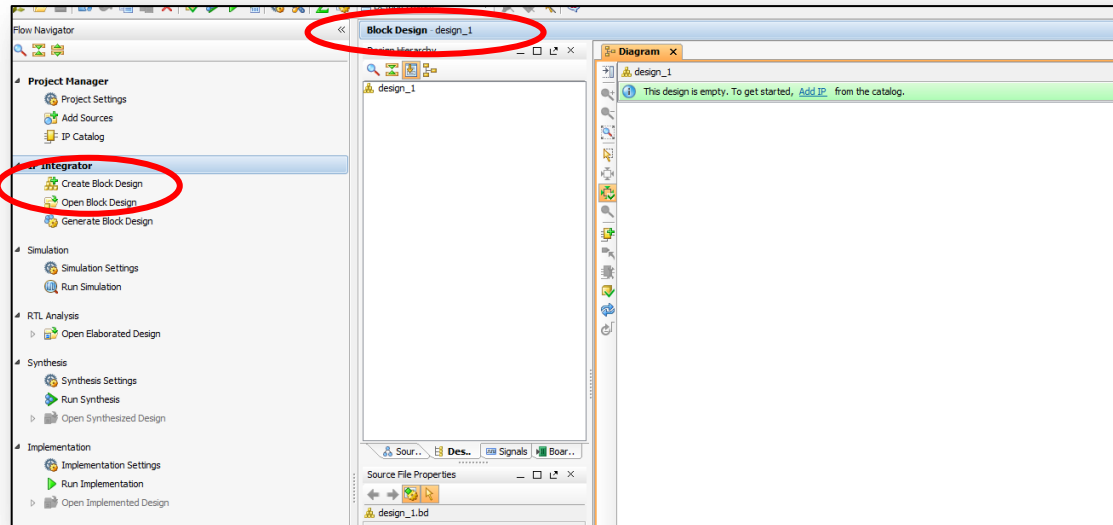 Flow Navigator
Project Manager
Project Settings
Add Sources
IP Catalog
IP Integrator
Create Block Design
Open Block Design
Generate Block Design
Simulation
Simulation Settings
Run Simulation
RTL Analysis
Open Elaborated Design
Synthesis
Synthesis Settings
Run Synthesis
Open Synthesized Design
Implementation
Implementation Settings
Run Implementation
Open Implemented Design
Block Design - design_1
Design Hierarchy
design_1
Sour.. Des.. Signals Boar..
Source File Properties
design_1.bd
Diagram
design_1
This design is empty. To get started, Add IP from the catalog.